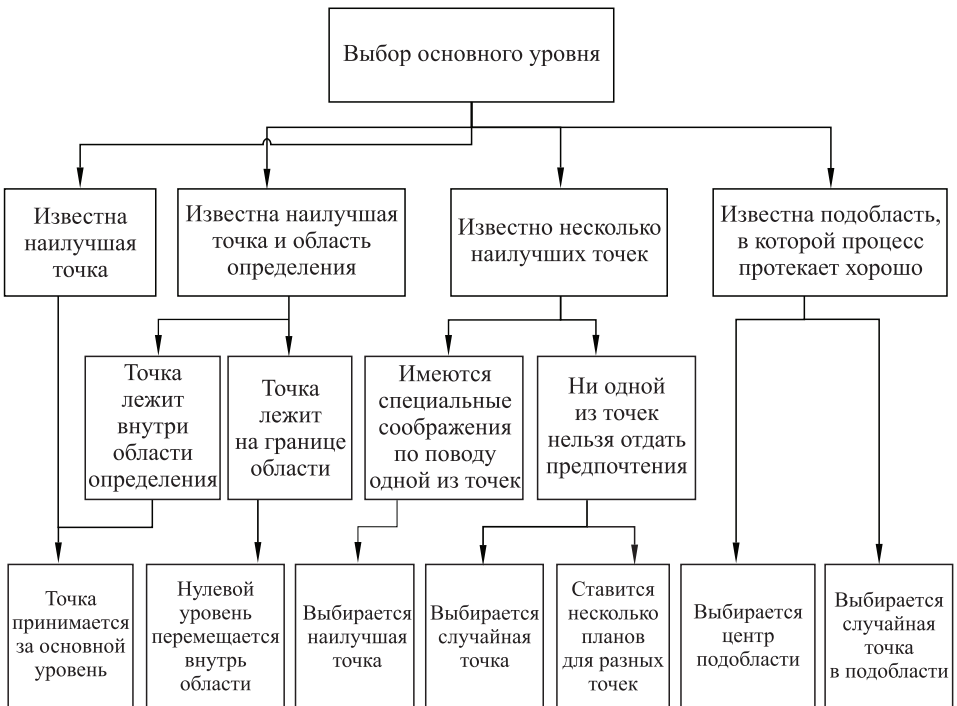 Выбор основного уровня
Известна
наилучшая
точка
Известна наилучшая
точка и область
определения
Известно несколько
наилучших точек
Известна подобласть,
в которой процесс
протекает хорошо
Точка
лежит
внутри
области
определения
Точка
лежит
на границе
области
Имеются
специальные
соображения
по поводу
одной из точек
Ни одной
из точек
нельзя отдать
предпочтения
Точка
принимается
за основной
уровень
Нулевой
уровень
перемещается
внутрь
области
Выбирается
наилучшая
точка
Выбирается
случайная
точка
Ставится
несколько
планов
для разных
точек
Выбирается
центр
подобласти
Выбирается
случайная
точка
в подобласти